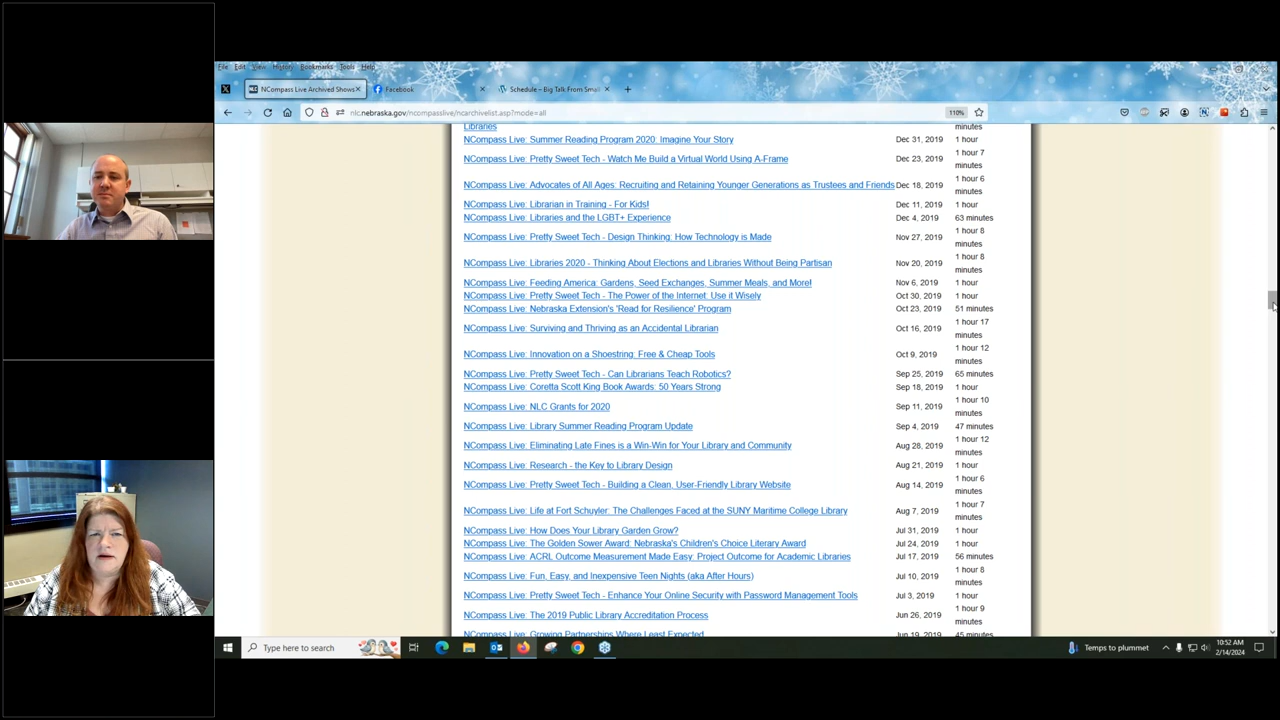 File Edit View History Bookmarks Tools Help
NCompass Live Archived Shows
Facebook
Schedule – Big Talk From Smal
nlc.nebraska.gov/ncompasslive/ncarchivelist.asp?mode=all
110%
Libraries minutes
NCompass Live: Summer Reading Program 2020: Imagine Your Story Dec 31, 2019 1 hour
NCompass Live: Pretty Sweet Tech - Watch Me Build a Virtual World Using A-Frame Dec 23, 2019 1 hour 7 minutes
NCompass Live: Advocates of All Ages: Recruiting and Retaining Younger Generations as Trustees and Friends Dec 18, 2019 1 hour 6 minutes
NCompass Live: Librarian in Training - For Kids! Dec 11, 2019 1 hour
NCompass Live: Libraries and the LGBT+ Experience Dec 4, 2019 63 minutes
NCompass Live: Pretty Sweet Tech - Design Thinking: How Technology is Made Nov 27, 2019 1 hour 8 minutes
NCompass Live: Libraries 2020 - Thinking About Elections and Libraries Without Being Partisan Nov 20, 2019 1 hour 8 minutes
NCompass Live: Feeding America: Gardens, Seed Exchanges, Summer Meals, and More! Nov 6, 2019 1 hour
NCompass Live: Pretty Sweet Tech - The Power of the Internet: Use it Wisely Oct 30, 2019 1 hour
NCompass Live: Nebraska Extension's 'Read for Resilience' Program Oct 23, 2019 51 minutes
NCompass Live: Surviving and Thriving as an Accidental Librarian Oct 16, 2019 1 hour 17 minutes
NCompass Live: Innovation on a Shoestring: Free & Cheap Tools Oct 9, 2019 1 hour 12 minutes
NCompass Live: Pretty Sweet Tech - Can Librarians Teach Robotics? Sep 25, 2019 65 minutes
NCompass Live: Coretta Scott King Book Awards: 50 Years Strong Sep 18, 2019 1 hour
NCompass Live: NLC Grants for 2020 Sep 11, 2019 1 hour 10 minutes
NCompass Live: Library Summer Reading Program Update Sep 4, 2019 47 minutes
NCompass Live: Eliminating Late Fines is a Win-Win for Your Library and Community Aug 28, 2019 1 hour 12 minutes
NCompass Live: Research - the Key to Library Design Aug 21, 2019 1 hour
NCompass Live: Pretty Sweet Tech - Building a Clean, User-Friendly Library Website Aug 14, 2019 1 hour 6 minutes
NCompass Live: Life at Fort Schuyler: The Challenges Faced at the SUNY Maritime College Library Aug 7, 2019 1 hour 7 minutes
NCompass Live: How Does Your Library Garden Grow? Jul 31, 2019 1 hour
NCompass Live: The Golden Sower Award: Nebraska's Children's Choice Literary Award Jul 24, 2019 1 hour
NCompass Live: ACRL Outcome Measurement Made Easy: Project Outcome for Academic Libraries Jul 17, 2019 56 minutes
NCompass Live: Fun, Easy, and Inexpensive Teen Nights (aka After Hours) Jul 10, 2019 1 hour 8 minutes
NCompass Live: Pretty Sweet Tech - Enhance Your Online Security with Password Management Tools Jul 3, 2019 1 hour
NCompass Live: The 2019 Public Library Accreditation Process Jun 26, 2019 1 hour 9 minutes
NCompass Live: Growing Partnerships Where Least Expected Jun 19, 2019 45 minutes
Type here to search
Temps to plummet
10:52 AM
2/14/2024